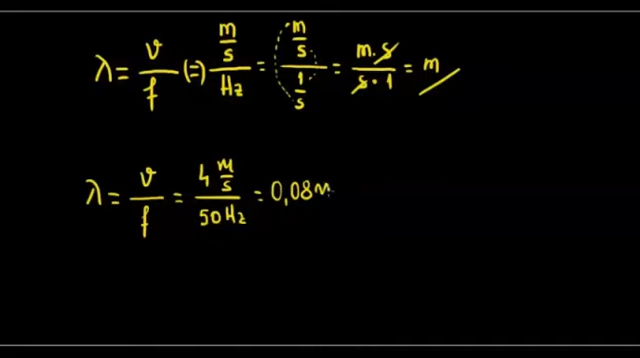 λ = v/f (=) (m/s)/Hz = (m/s)/(1/s) = (m·s)/(s·1) = m
λ = v/f = (4 m/s)/(50 Hz) = 0,08m